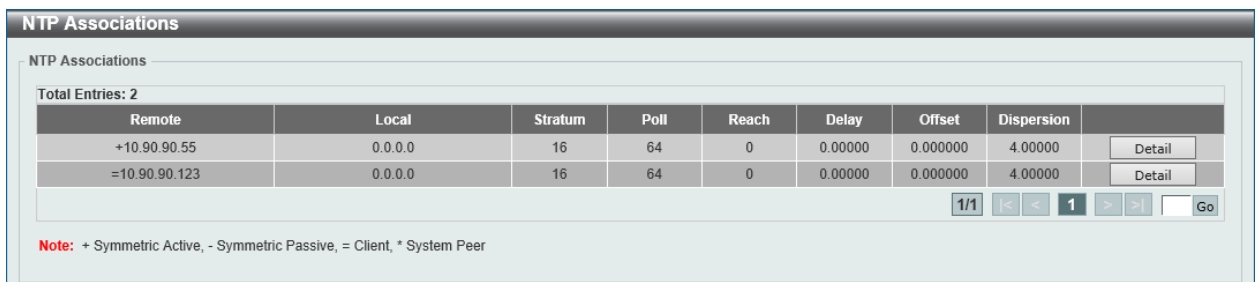 NTP Associations
NTP Associations
Total Entries: 2
Remote Local Stratum Poll Reach Delay Offset Dispersion
+10.90.90.55 0.0.0.0 16 64 0 0.00000 0.000000 4.00000 Detail
=10.90.90.123 0.0.0.0 16 64 0 0.00000 0.000000 4.00000 Detail
1/1 |< < 1 > >| Go
Note: + Symmetric Active, - Symmetric Passive, = Client, * System Peer